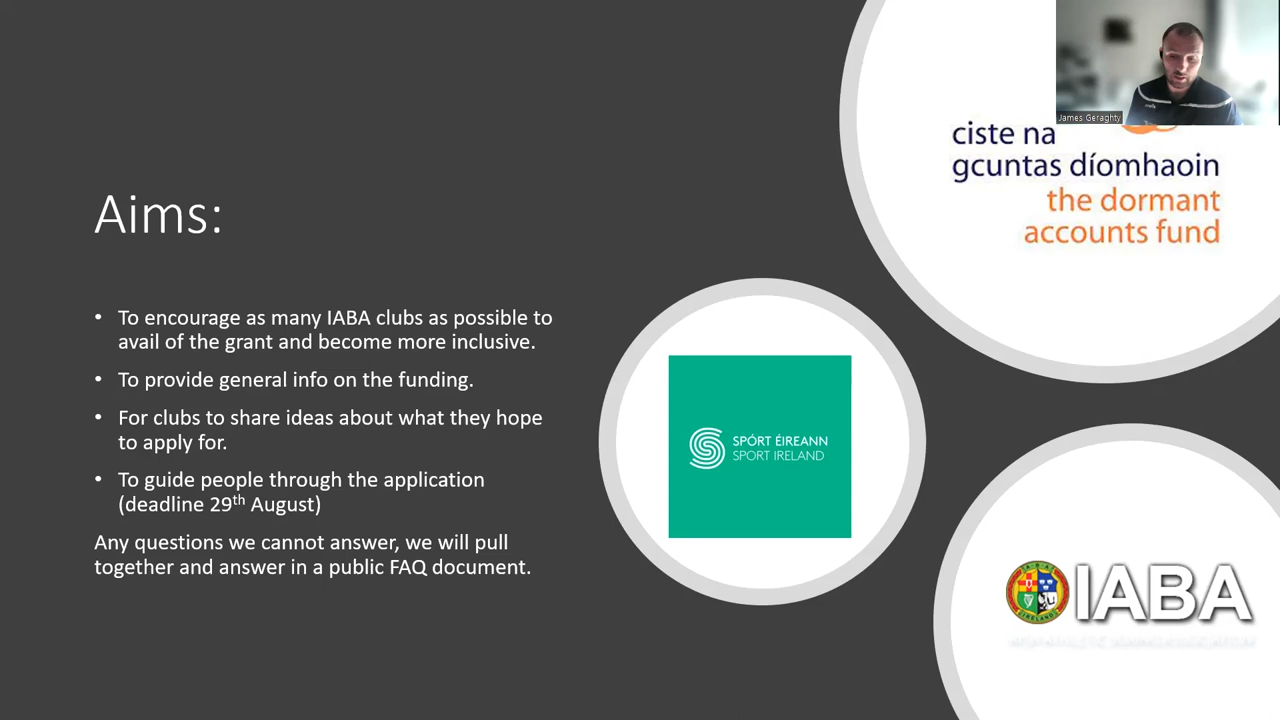 James Geraghty
ciste na
gcuntas díomhaoin
the dormant
accounts fund
Aims:
• To encourage as many IABA clubs as possible to
avail of the grant and become more inclusive.
• To provide general info on the funding.
• For clubs to share ideas about what they hope
to apply for.
• To guide people through the application
(deadline 29th August)
Any questions we cannot answer, we will pull
together and answer in a public FAQ document.
SPÓRT ÉIREANN
SPORT IRELAND
IABA